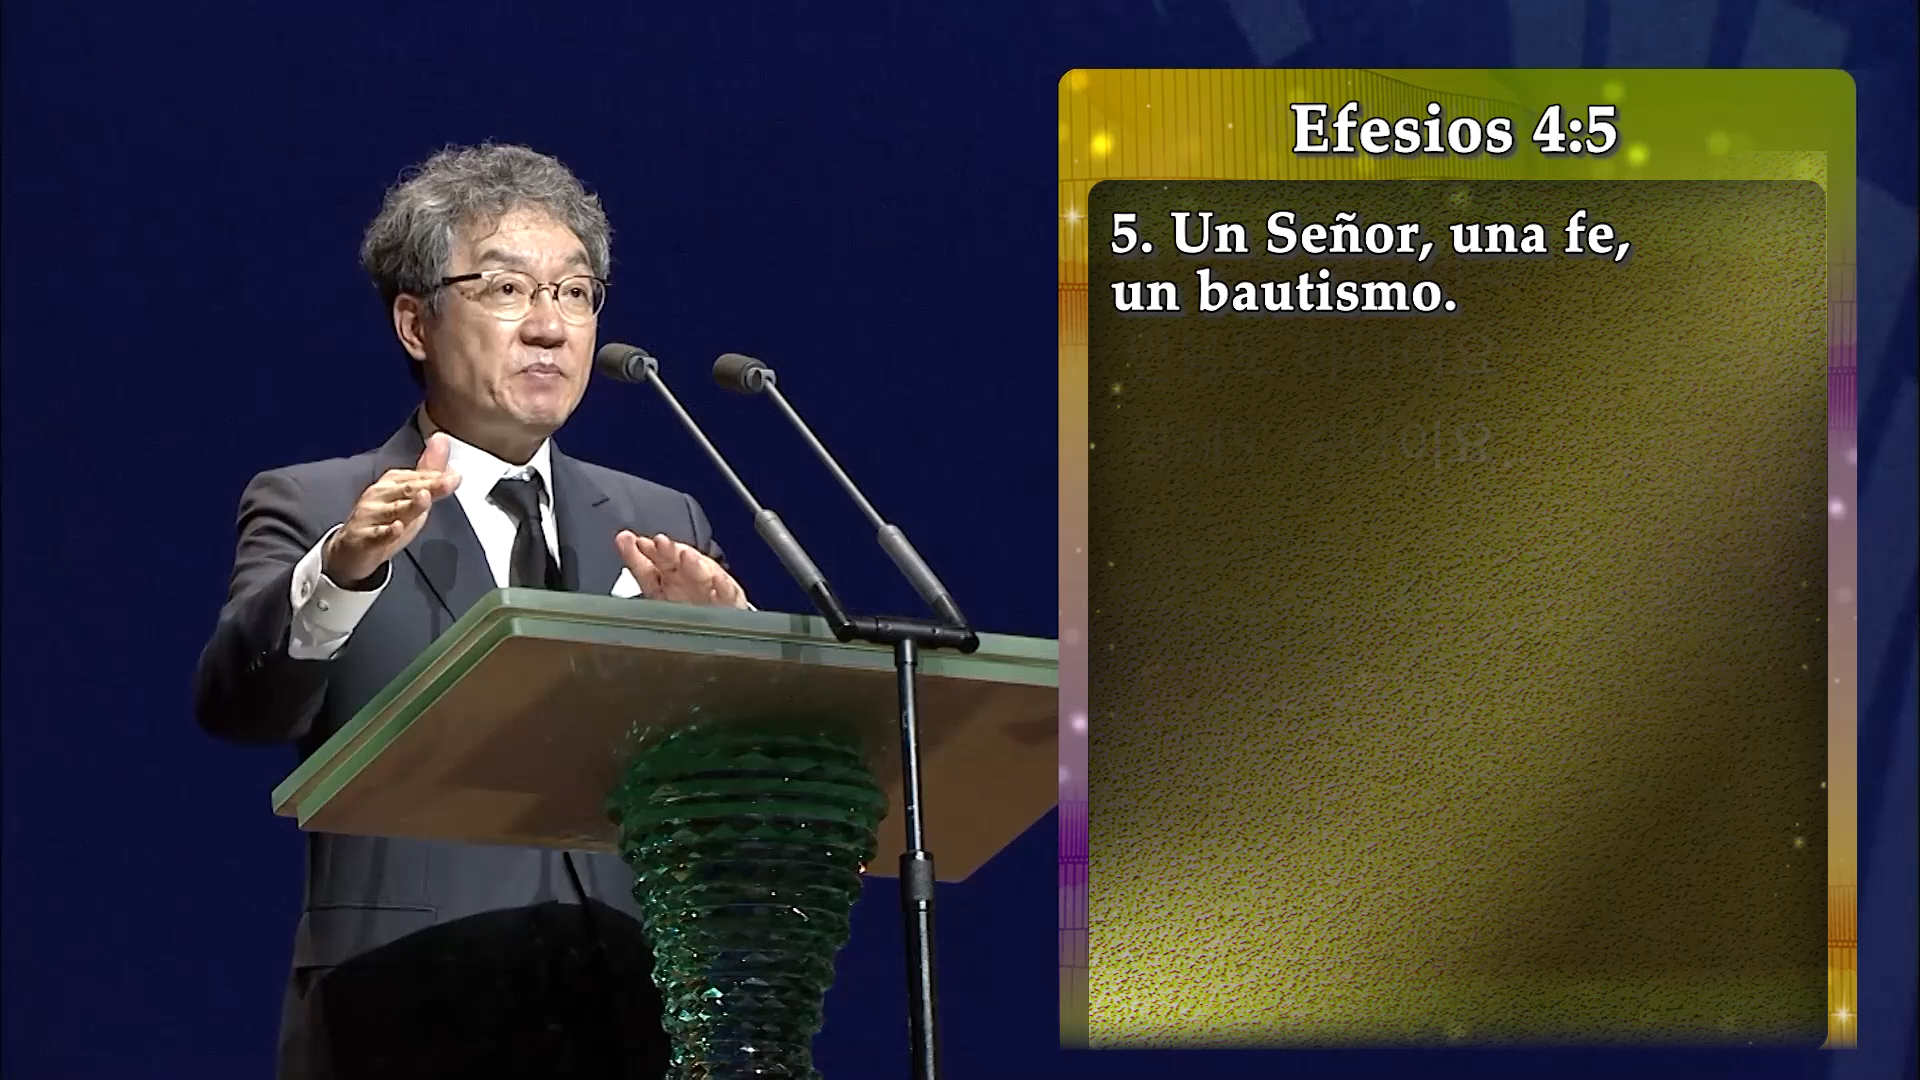 Efesios 4:5
5. Un Señor, una fe,
un bautismo.